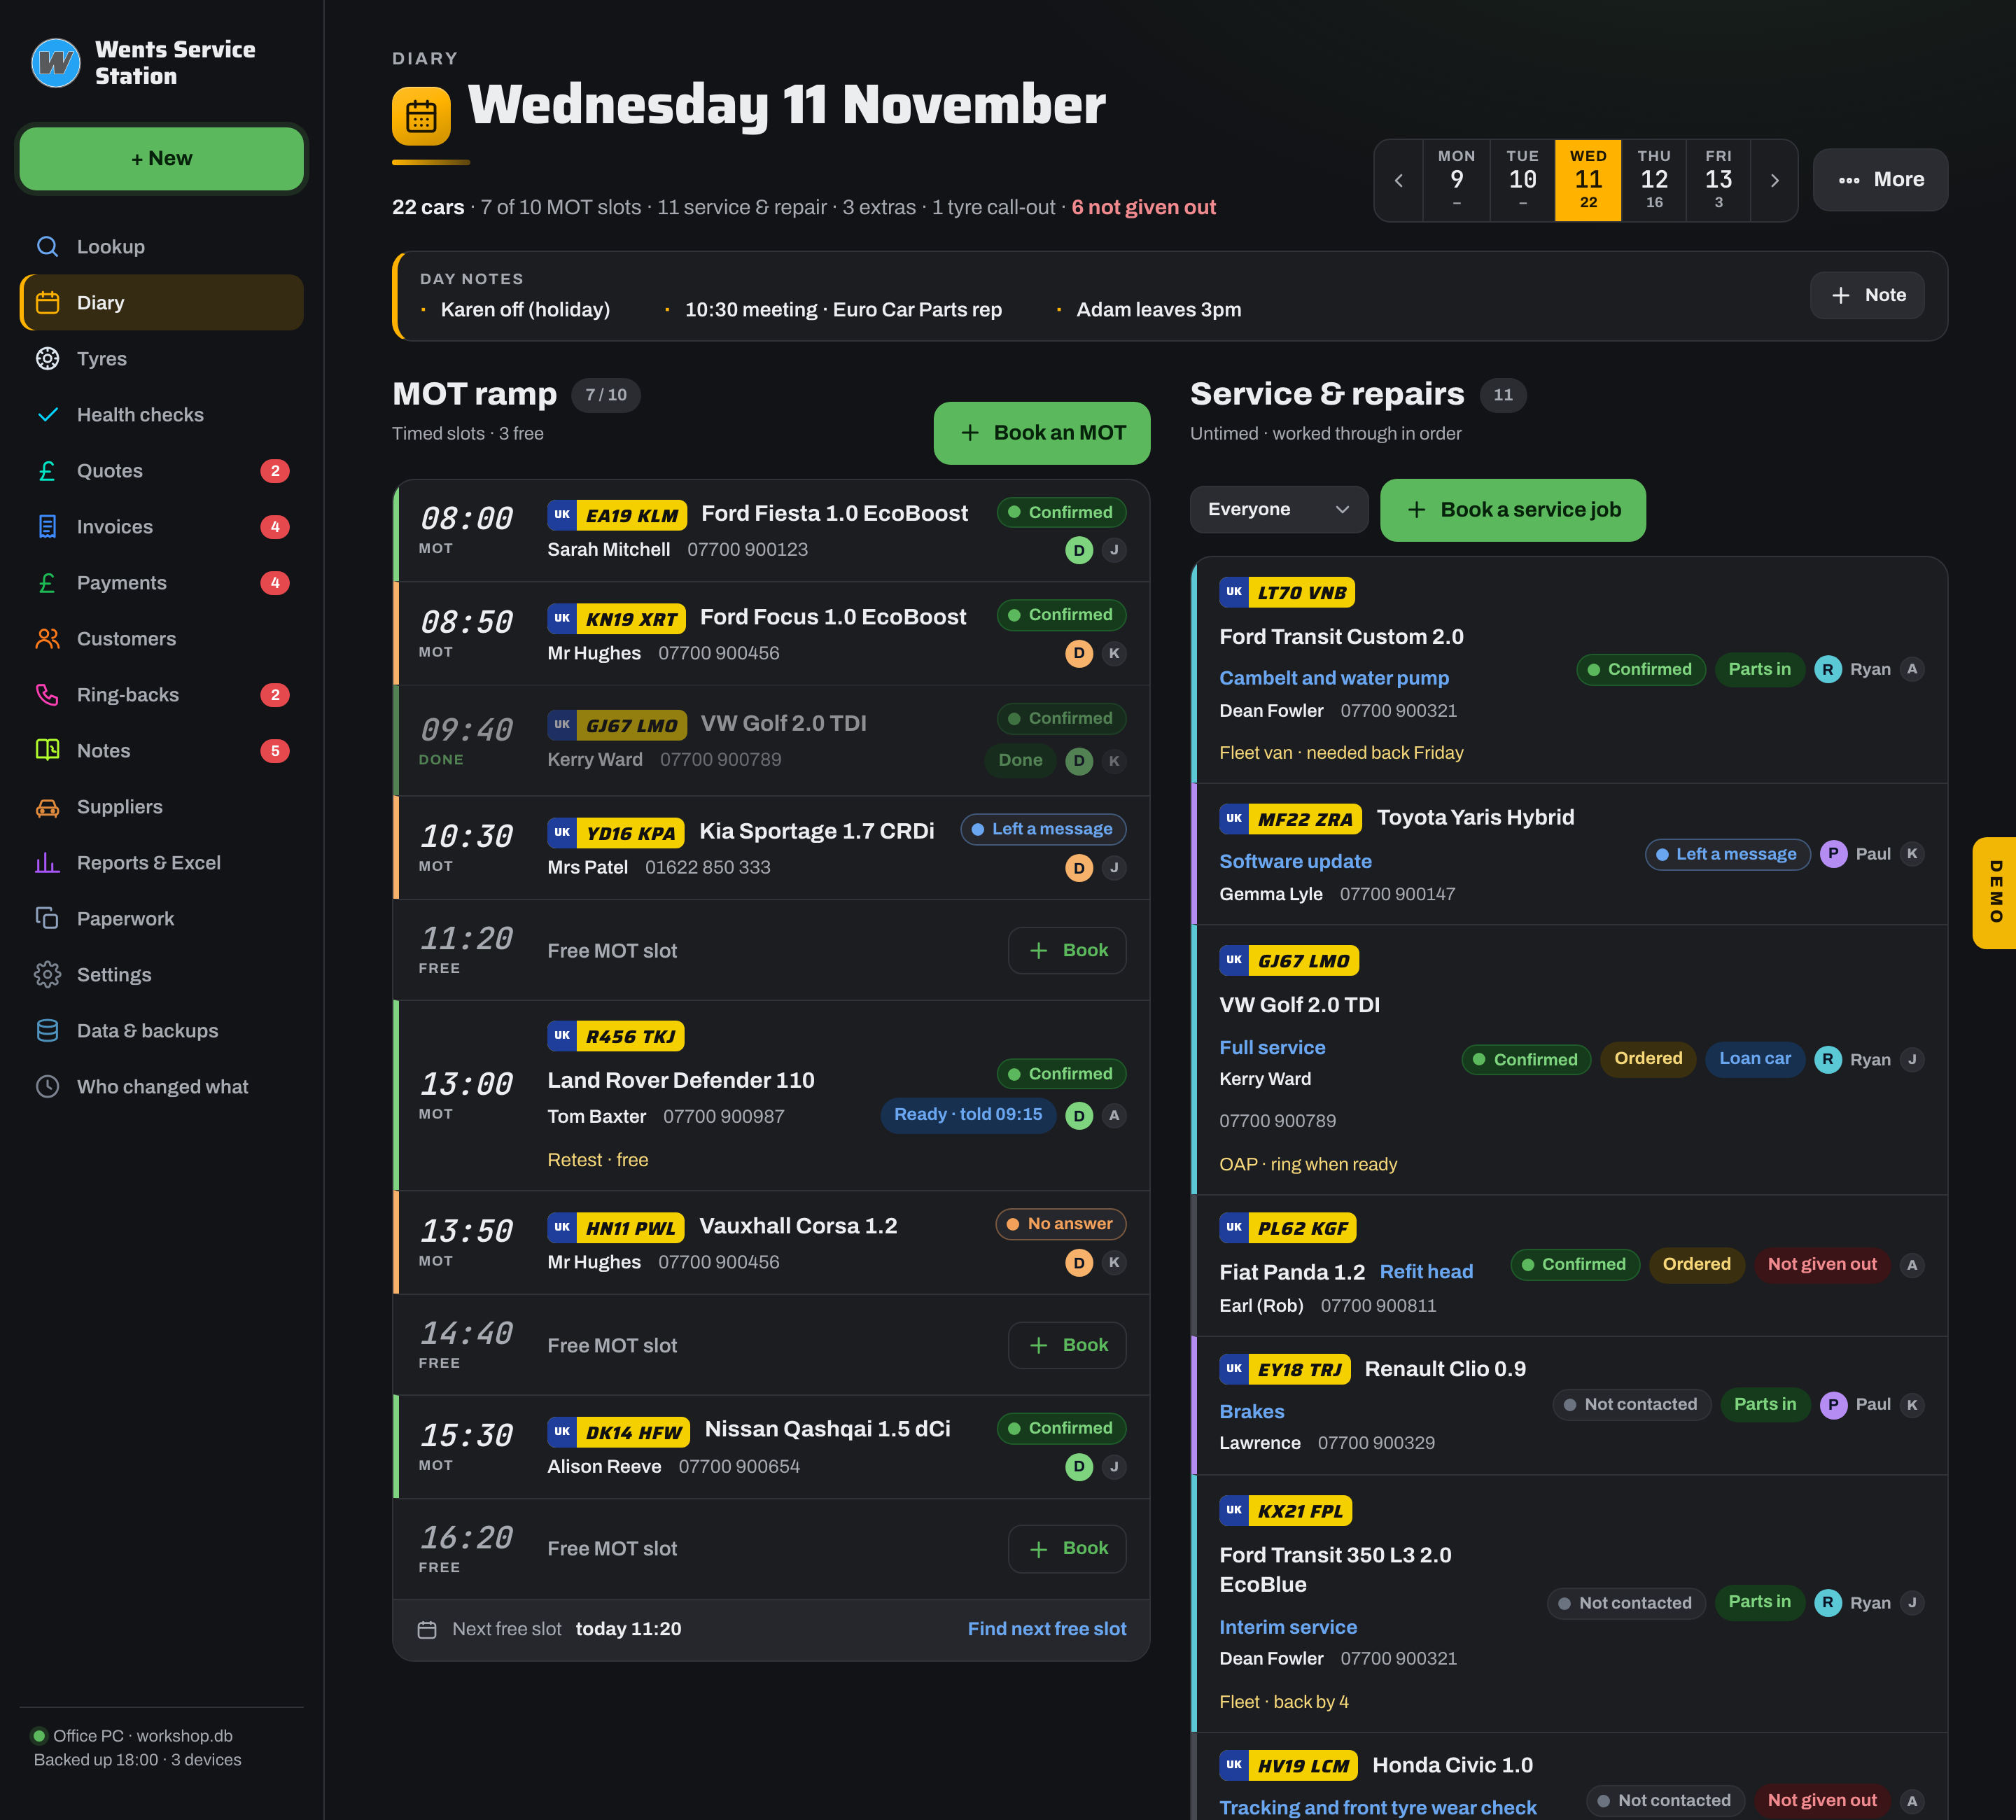 Wents Service
Station
+ New
Lookup
Diary
Tyres
Health checks
Quotes 2
Invoices 4
Payments 4
Customers
Ring-backs 2
Notes 5
Suppliers
Reports & Excel
Paperwork
Settings
Data & backups
Who changed what
Office PC · workshop.db
Backed up 18:00 · 3 devices
DIARY
Wednesday 11 November
22 cars · 7 of 10 MOT slots · 11 service & repair · 3 extras · 1 tyre call-out · 6 not given out
MON TUE WED THU FRI
9 10 11 12 13
– – 22 16 3
More
DAY NOTES
· Karen off (holiday) · 10:30 meeting · Euro Car Parts rep · Adam leaves 3pm
Note
MOT ramp 7 / 10
Timed slots · 3 free
Book an MOT
08:00 UK EA19 KLM Ford Fiesta 1.0 EcoBoost Confirmed
MOT Sarah Mitchell 07700 900123 D J
08:50 UK KN19 XRT Ford Focus 1.0 EcoBoost Confirmed
MOT Mr Hughes 07700 900456 D K
09:40 UK GJ67 LMO VW Golf 2.0 TDI Confirmed
DONE Kerry Ward 07700 900789 Done D K
10:30 UK YD16 KPA Kia Sportage 1.7 CRDi Left a message
MOT Mrs Patel 01622 850 333 D J
11:20 Free MOT slot Book
FREE
UK R456 TKJ
13:00 Land Rover Defender 110 Confirmed
MOT Tom Baxter 07700 900987 Ready · told 09:15 D A
Retest · free
13:50 UK HN11 PWL Vauxhall Corsa 1.2 No answer
MOT Mr Hughes 07700 900456 D K
14:40 Free MOT slot Book
FREE
15:30 UK DK14 HFW Nissan Qashqai 1.5 dCi Confirmed
MOT Alison Reeve 07700 900654 D J
16:20 Free MOT slot Book
FREE
Next free slot today 11:20 Find next free slot
Service & repairs 11
Untimed · worked through in order
Everyone
Book a service job
UK LT70 VNB
Ford Transit Custom 2.0
Cambelt and water pump Confirmed Parts in R Ryan A
Dean Fowler 07700 900321
Fleet van · needed back Friday
UK MF22 ZRA Toyota Yaris Hybrid
Software update Left a message P Paul K
Gemma Lyle 07700 900147
UK GJ67 LMO
VW Golf 2.0 TDI
Full service Confirmed Ordered Loan car R Ryan J
Kerry Ward
07700 900789
OAP · ring when ready
UK PL62 KGF
Fiat Panda 1.2 Refit head Confirmed Ordered Not given out A
Earl (Rob) 07700 900811
UK EY18 TRJ Renault Clio 0.9
Brakes Not contacted Parts in P Paul K
Lawrence 07700 900329
UK KX21 FPL
Ford Transit 350 L3 2.0
EcoBlue
Interim service Not contacted Parts in R Ryan J
Dean Fowler 07700 900321
Fleet · back by 4
UK HV19 LCM Honda Civic 1.0
Tracking and front tyre wear check Not contacted Not given out A
DEMO